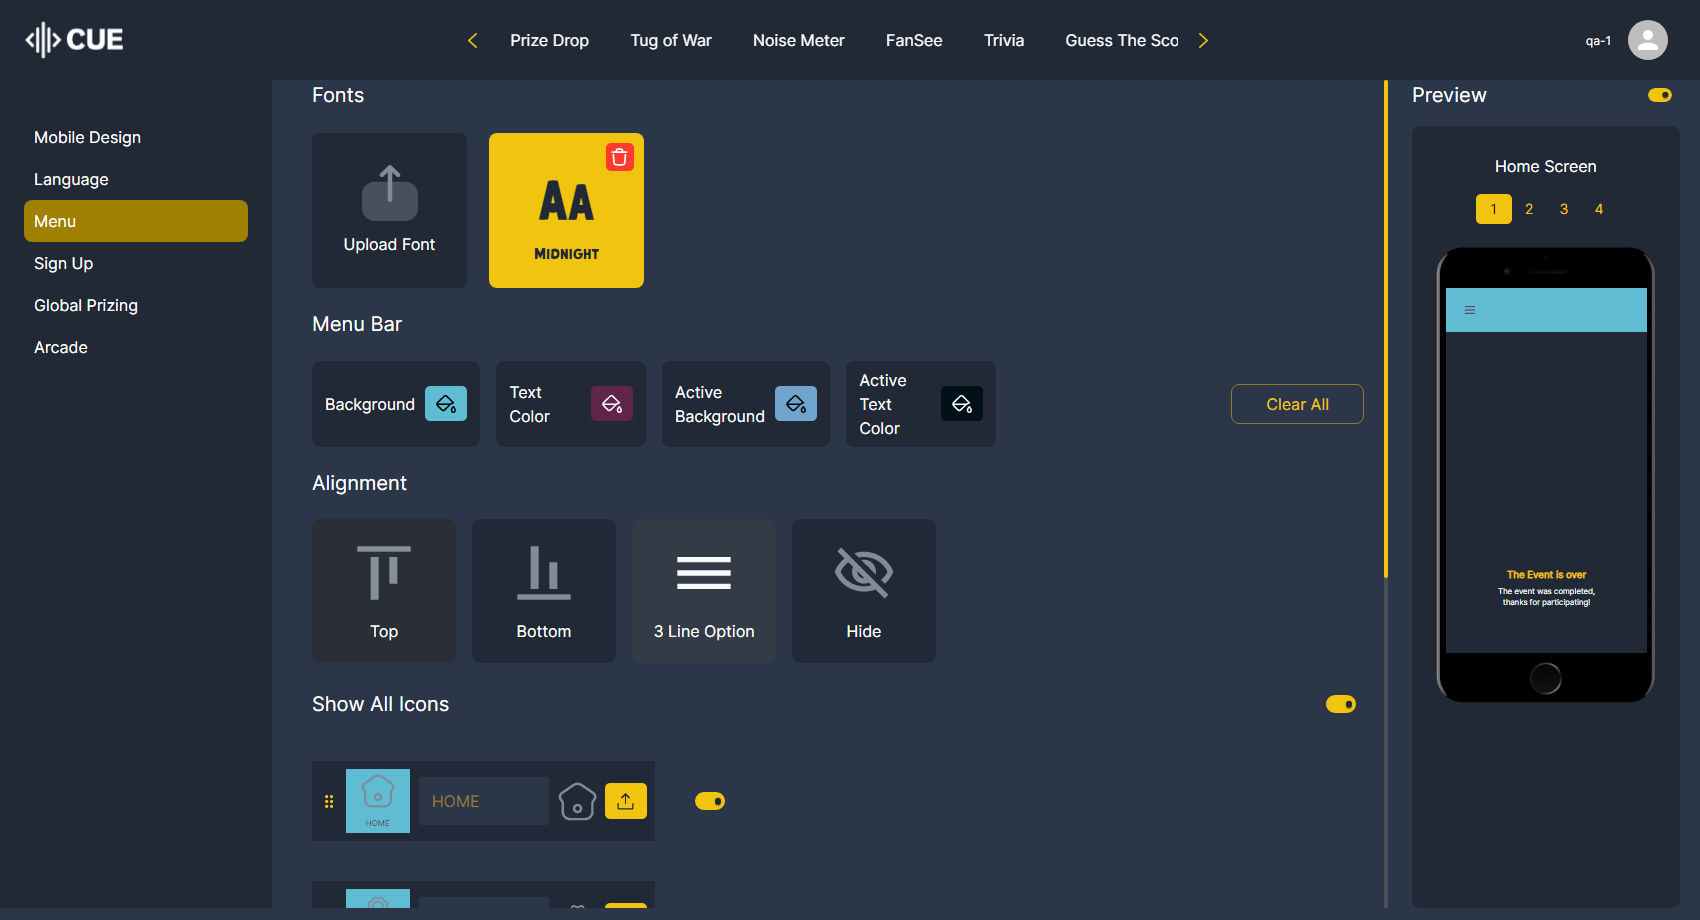 CUE
Prize Drop
Tug of War
Noise Meter
FanSee
Trivia
Guess The Sco
qa-1
Mobile Design
Language
Menu
Sign Up
Global Prizing
Arcade
Fonts
Upload Font
AA
MIDNIGHT
Menu Bar
Background
Text
Color
Active
Background
Active
Text
Color
Clear All
Alignment
Top
Bottom
3 Line Option
Hide
Show All Icons
HOME
HOME
Preview
Home Screen
1 2 3 4
The Event is over
The event was completed,
thanks for participating!